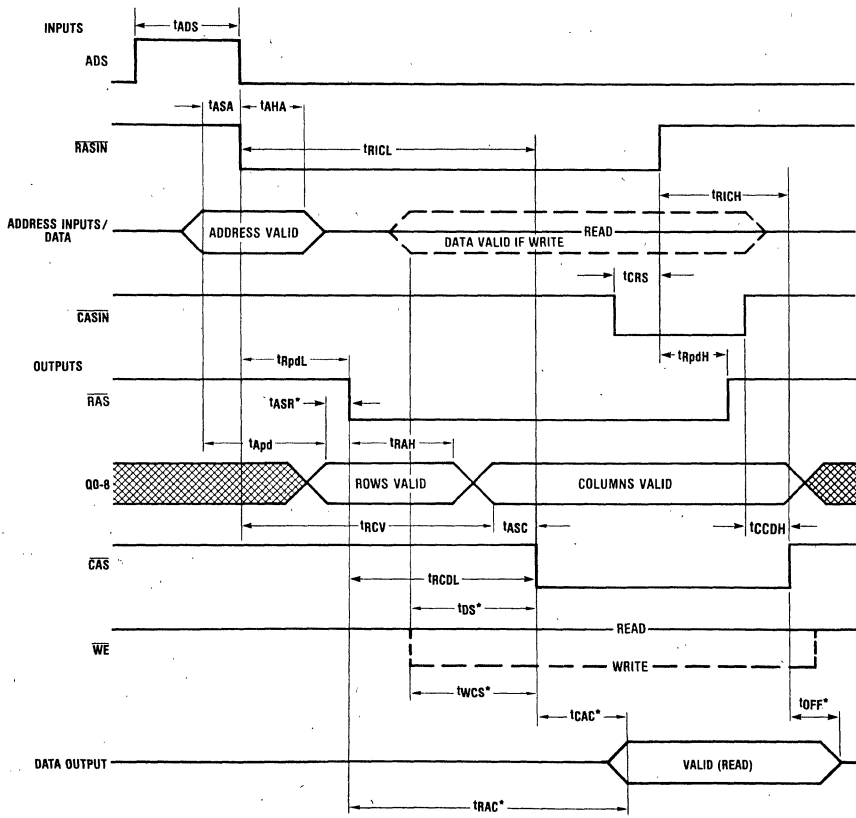 INPUTS
tADS
ADS
tASA
tAHA
RASIN
tRICL
tRICH
ADDRESS INPUTS/
DATA
ADDRESS VALID
READ
DATA VALID IF WRITE
tCRS
CASIN
tRpdL
tRpdH
OUTPUTS
RAS
tASR*
tApd
tRAH
Q0-8
ROWS VALID
COLUMNS VALID
tRCV
tASC
tCCDH
CAS
tRCDL
tDS*
WE
READ
WRITE
tWCS*
tCAC*
tOFF*
DATA OUTPUT
VALID (READ)
tRAC*